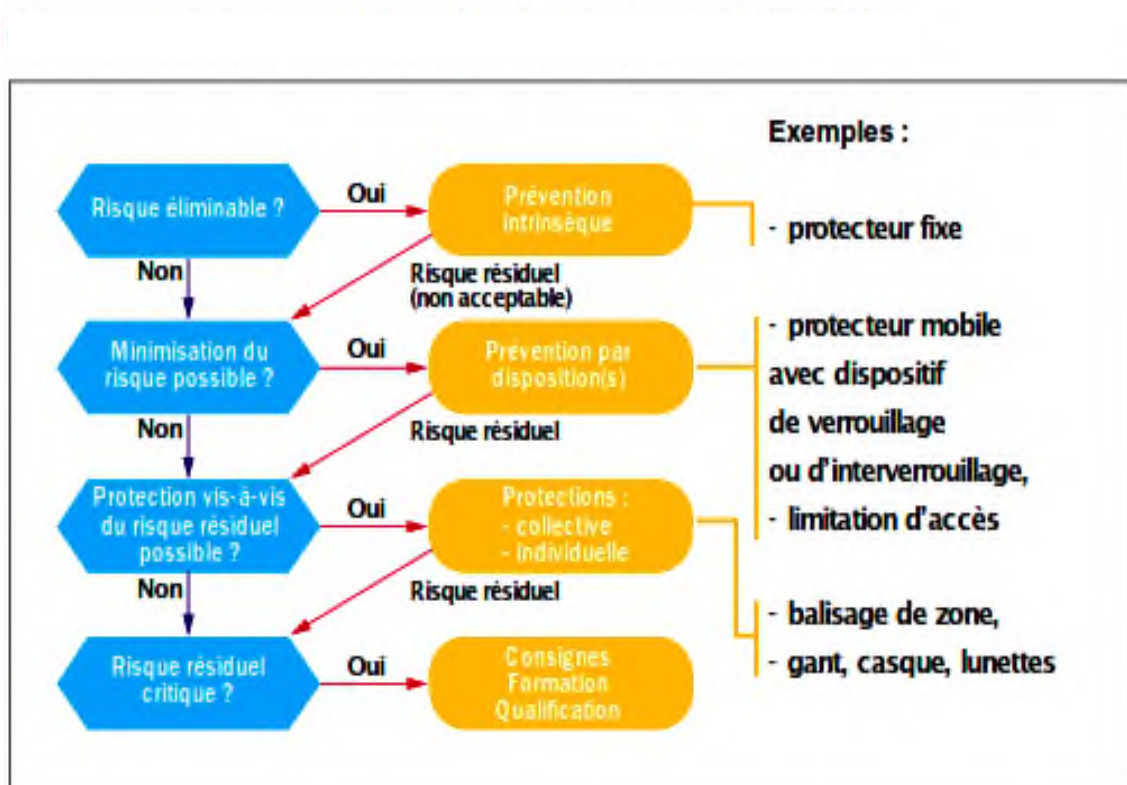 Exemples :
Risque éliminable ?
Oui
Prévention
intrinsèque
- protecteur fixe
Non
Risque résiduel
(non acceptable)
Minimisation du
risque possible ?
Oui
Prévention par
disposition(s)
- protecteur mobile
avec dispositif
de verrouillage
ou d'interverrouillage,
- limitation d'accès
Non
Risque résiduel
Protection vis-à-vis
du risque résiduel
possible ?
Oui
Protections :
- collective
- individuelle
Non
Risque résiduel
- balisage de zone,
- gant, casque, lunettes
Risque résiduel
critique ?
Oui
Consignes
Formation
Qualification